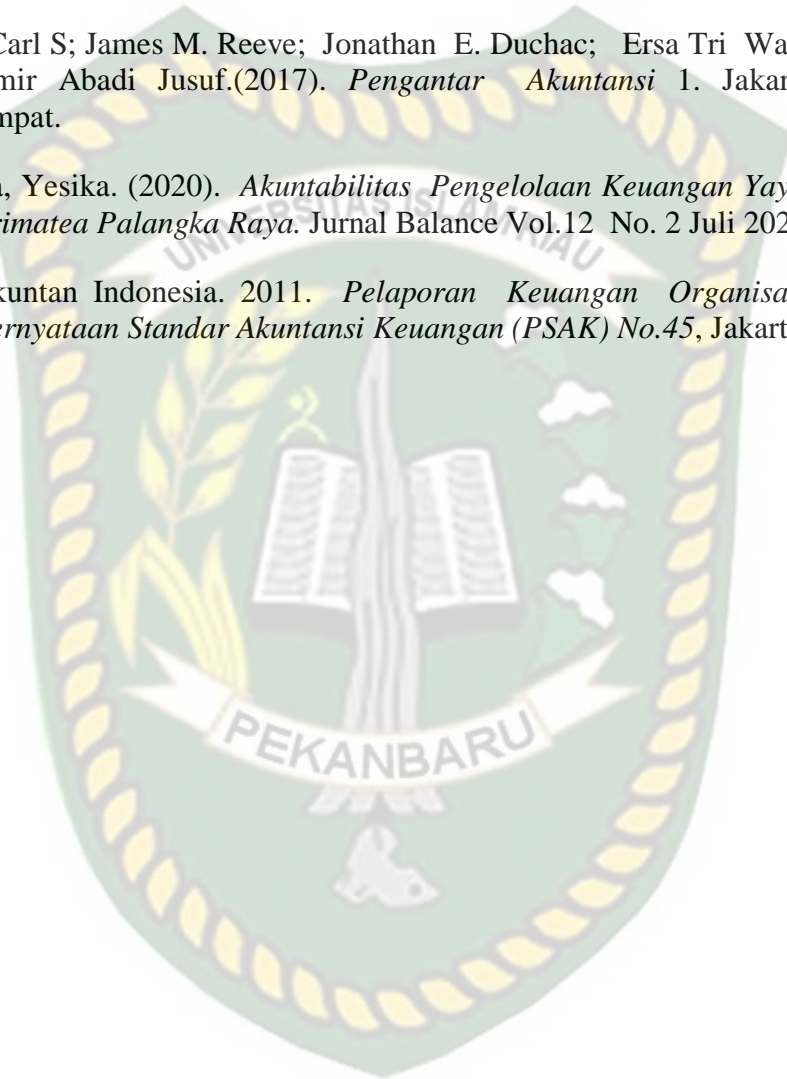 Carl S; James M. Reeve; Jonathan E. Duchac; Ersa Tri Wa
mir Abadi Jusuf.(2017). Pengantar Akuntansi 1. Jakar
mpat.
a, Yesika. (2020). Akuntabilitas Pengelolaan Keuangan Yay
rimatea Palangka Raya. Jurnal Balance Vol.12 No. 2 Juli 202
kuntan Indonesia. 2011. Pelaporan Keuangan Organisa
ernyataan Standar Akuntansi Keuangan (PSAK) No.45, Jakart
UNIVERSITAS ISLAM RIAU
PEKANBARU